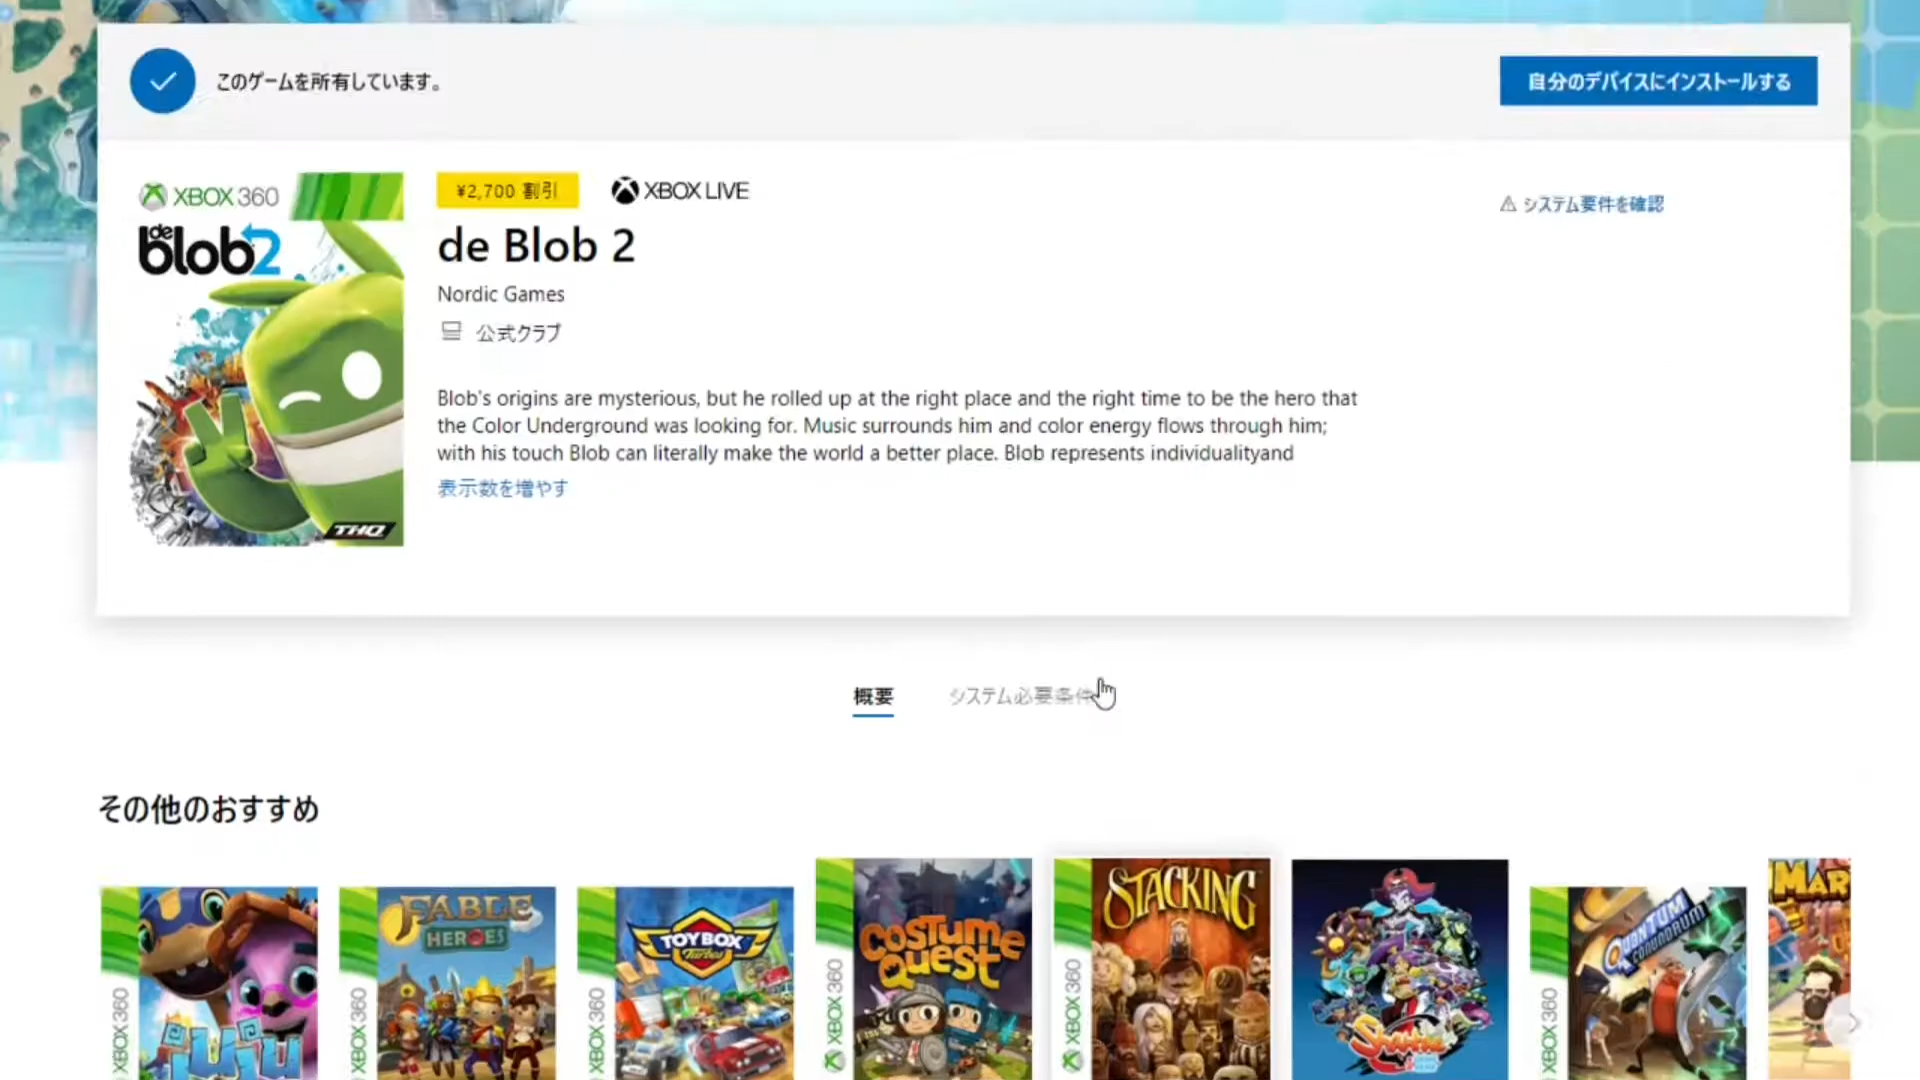 このゲームを所有しています。
自分のデバイスにインストールする
XBOX 360
de blob2
THQ
¥2,700 割引
XBOX LIVE
システム要件を確認
de Blob 2
Nordic Games
公式クラブ
Blob's origins are mysterious, but he rolled up at the right place and the right time to be the hero that
the Color Underground was looking for. Music surrounds him and color energy flows through him;
with his touch Blob can literally make the world a better place. Blob represents individualityand
表示数を増やす
概要
システム必要条件
その他のおすすめ
XBOX 360
JUJU
XBOX 360
FABLE HEROES
XBOX 360
TOYBOX Turbos
XBOX 360
COSTUME QUEST
XBOX 360
STACKING
Shantae
XBOX 360
QUANTUM CONUNDRUM
MAR